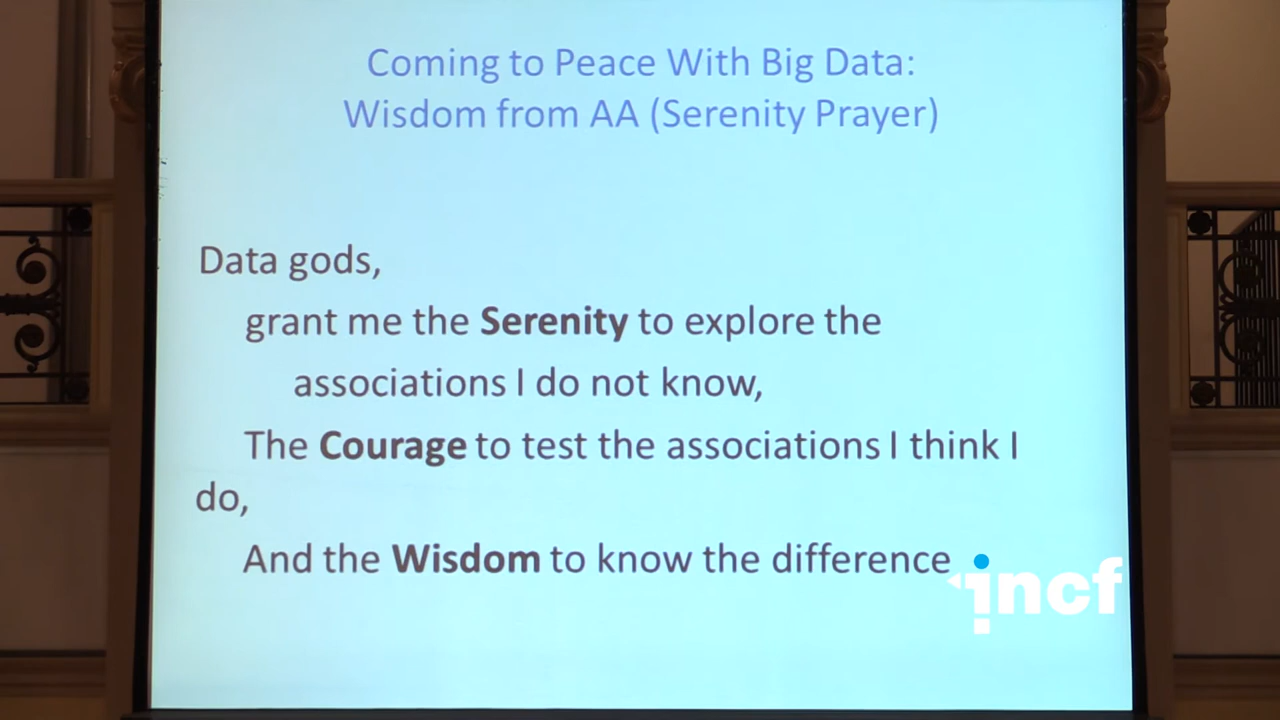 Coming to Peace With Big Data:
Wisdom from AA (Serenity Prayer)
Data gods,
grant me the Serenity to explore the
associations I do not know,
The Courage to test the associations I think I
do,
And the Wisdom to know the difference
incf